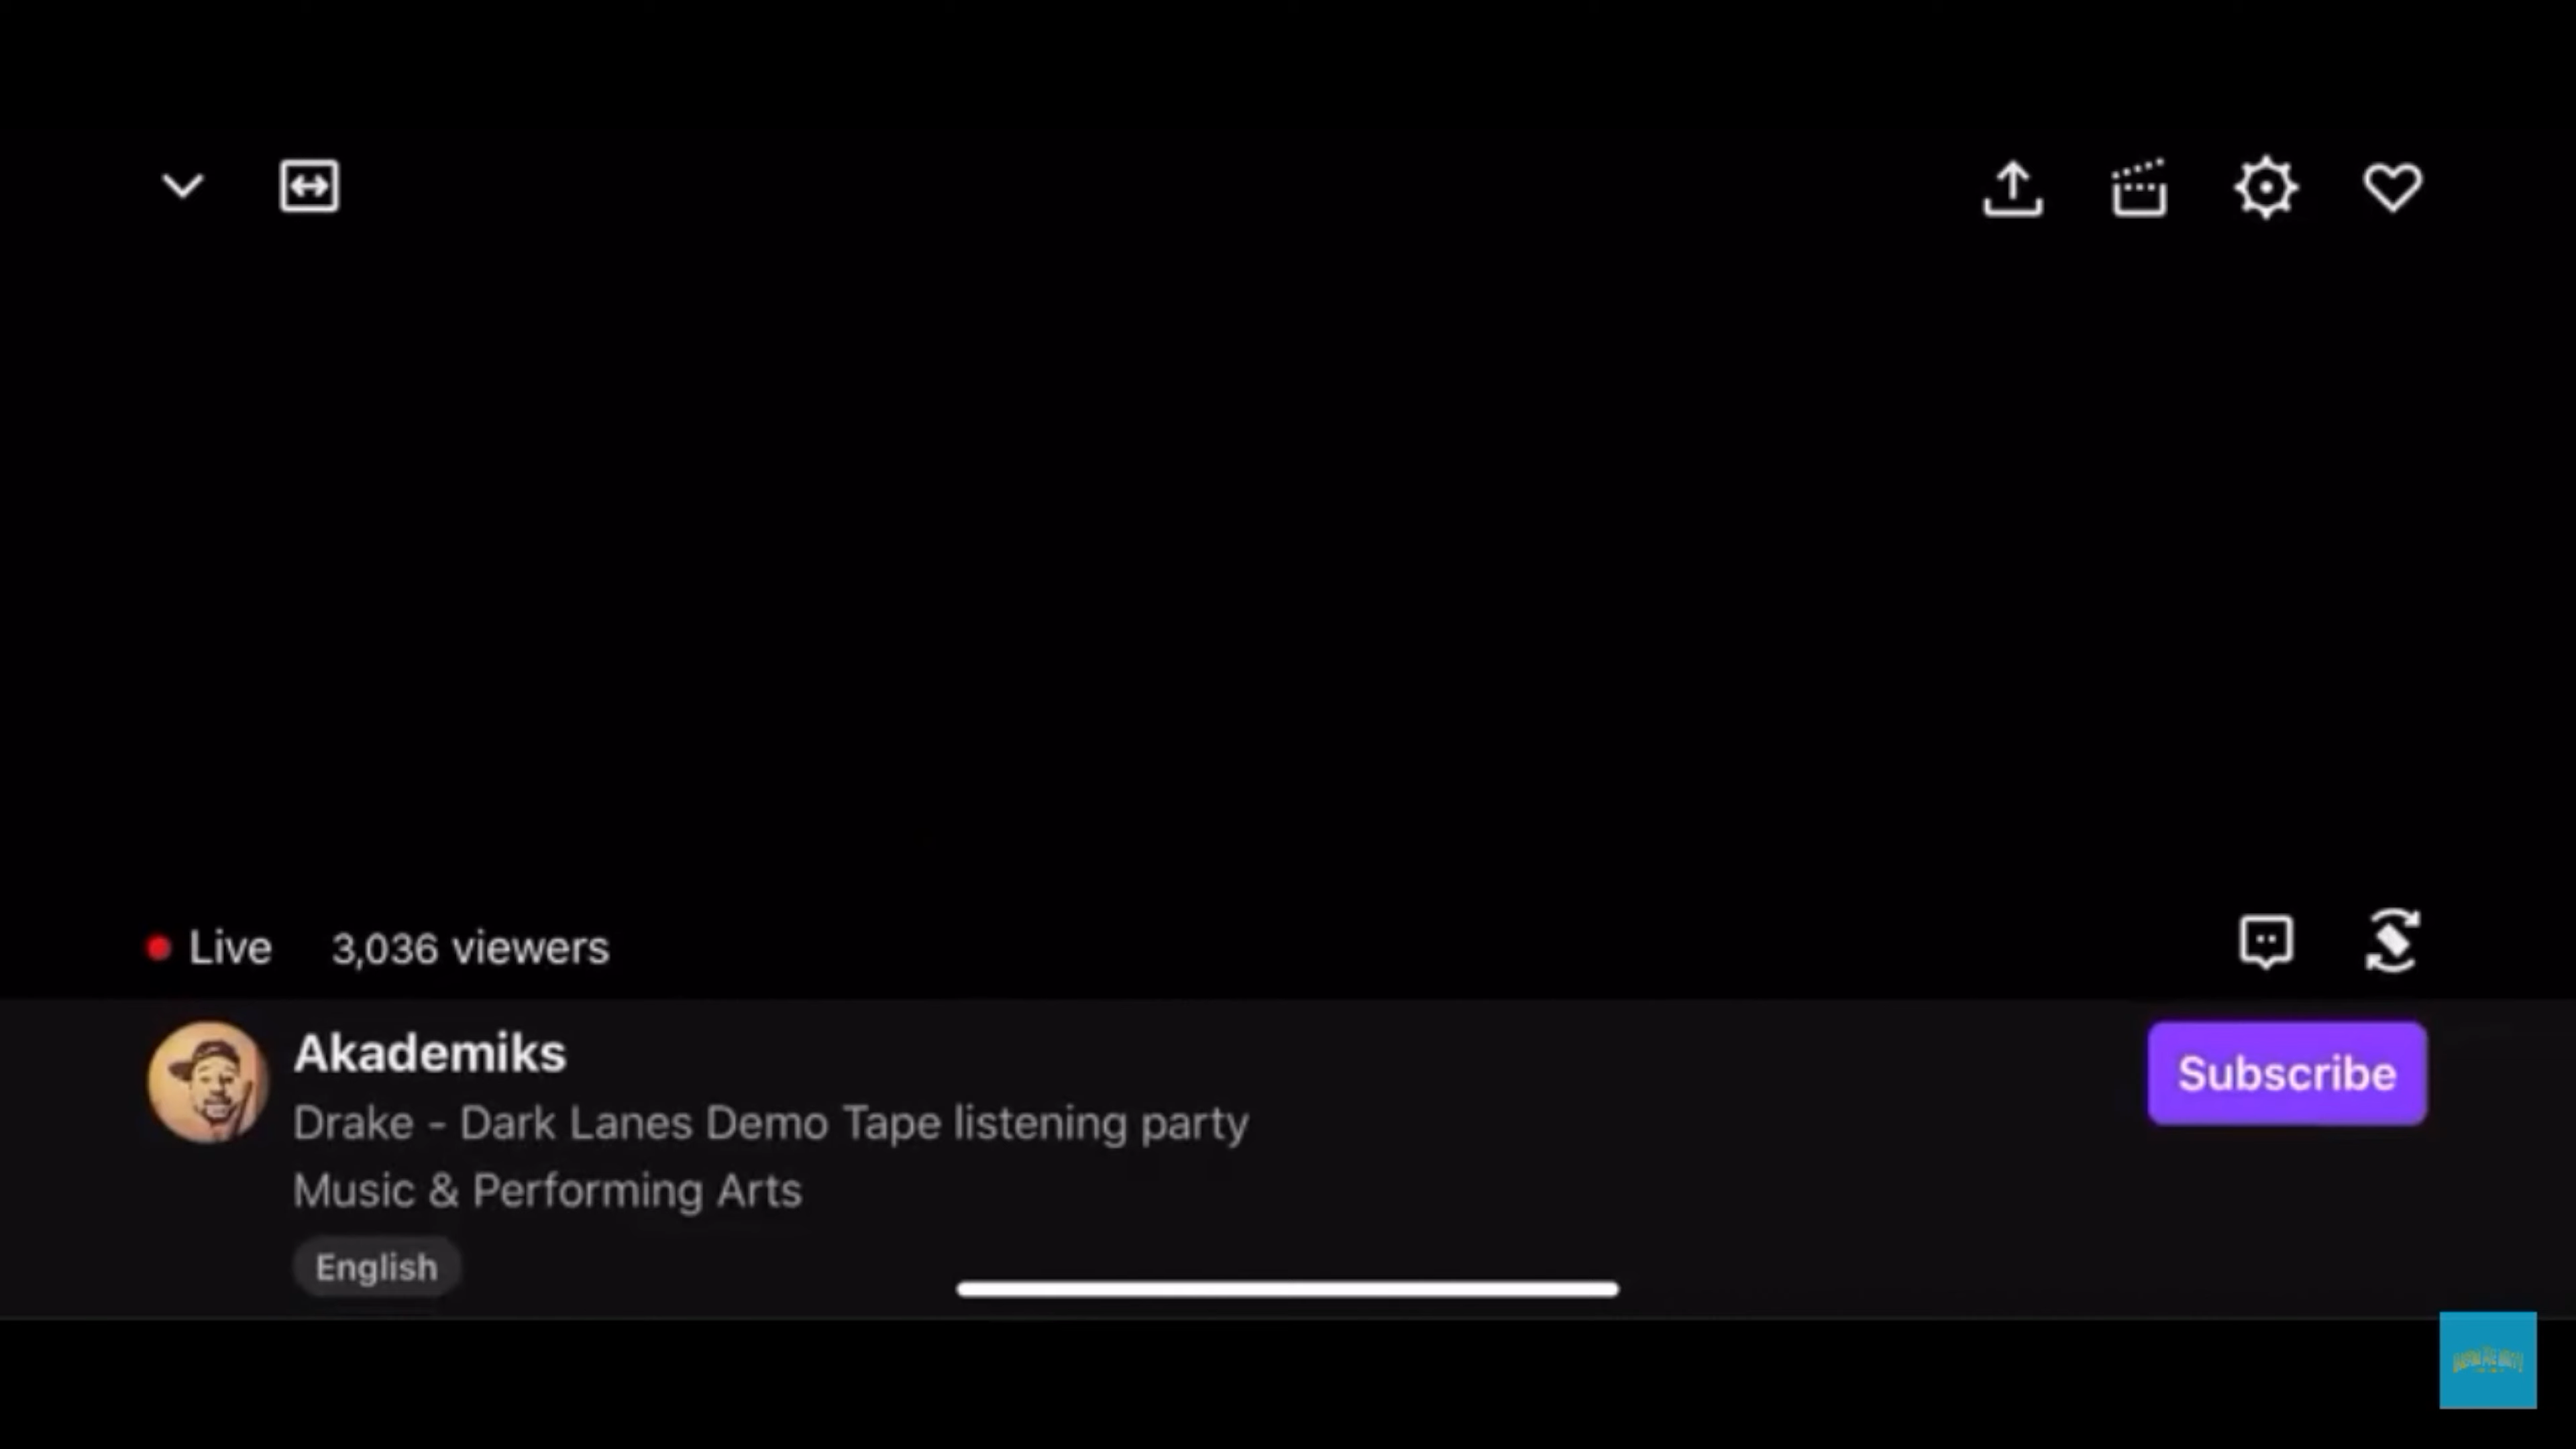 Live 3,036 viewers
Akademiks
Subscribe
Drake - Dark Lanes Demo Tape listening party
Music & Performing Arts
English